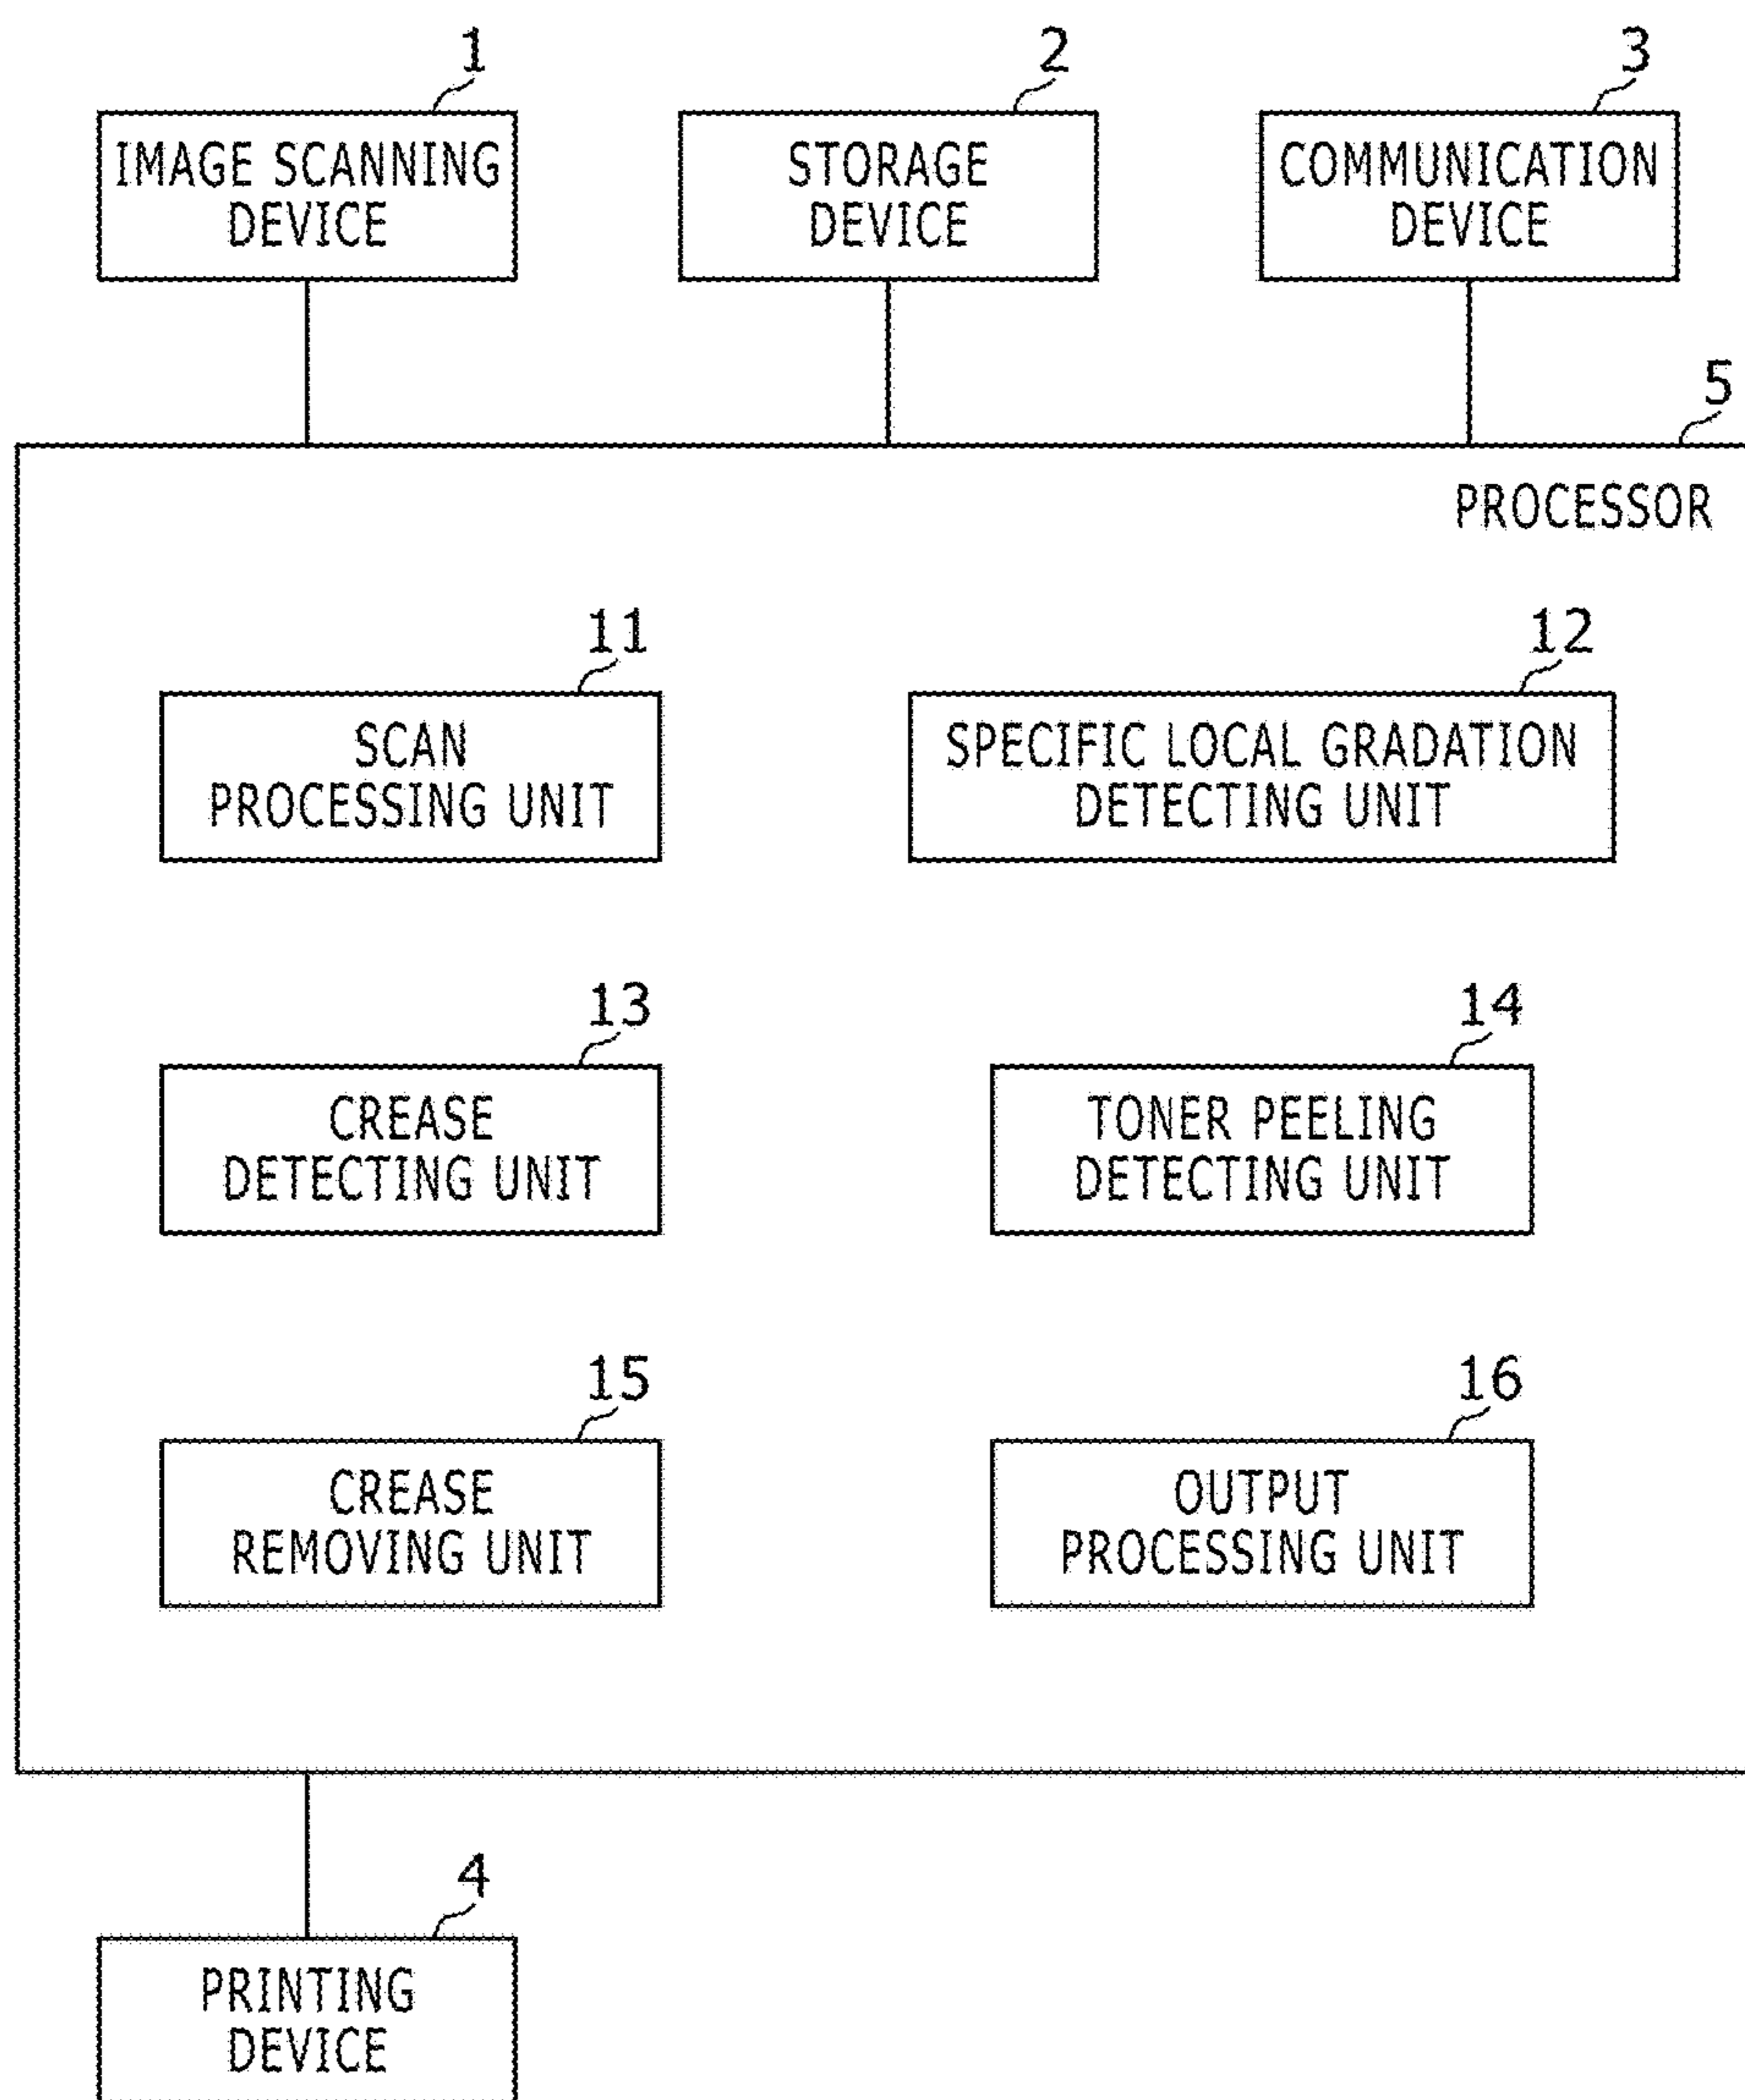 1
2
3
IMAGE SCANNING
DEVICE
STORAGE
DEVICE
COMMUNICATION
DEVICE
5
PROCESSOR
11
12
SCAN
PROCESSING UNIT
SPECIFIC LOCAL GRADATION
DETECTING UNIT
13
14
CREASE
DETECTING UNIT
TONER PEELING
DETECTING UNIT
15
16
CREASE
REMOVING UNIT
OUTPUT
PROCESSING UNIT
4
PRINTING
DEVICE